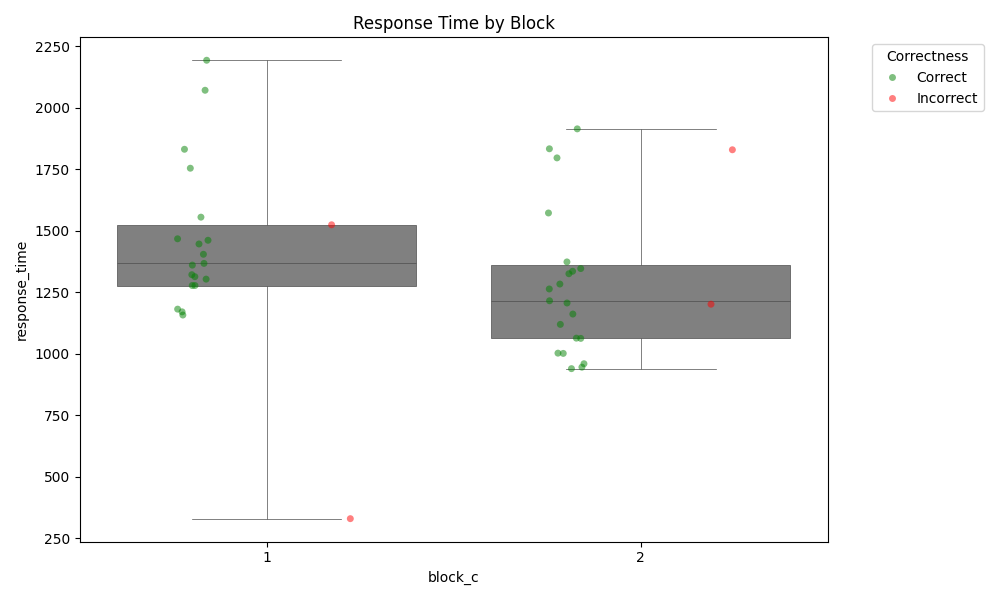 Response Time by Block
Correctness
Correct
Incorrect
response_time
2250
2000
1750
1500
1250
1000
750
500
250
1
2
block_c